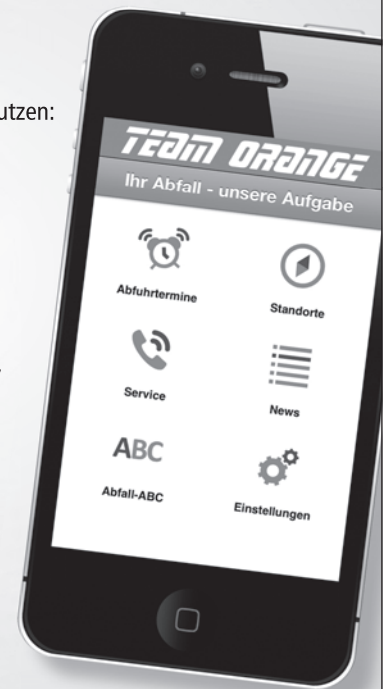 utzen:
TEAM ORANGE
Ihr Abfall - unsere Aufgabe
Abfuhrtermine
Standorte
Service
News
ABC
Abfall-ABC
Einstellungen